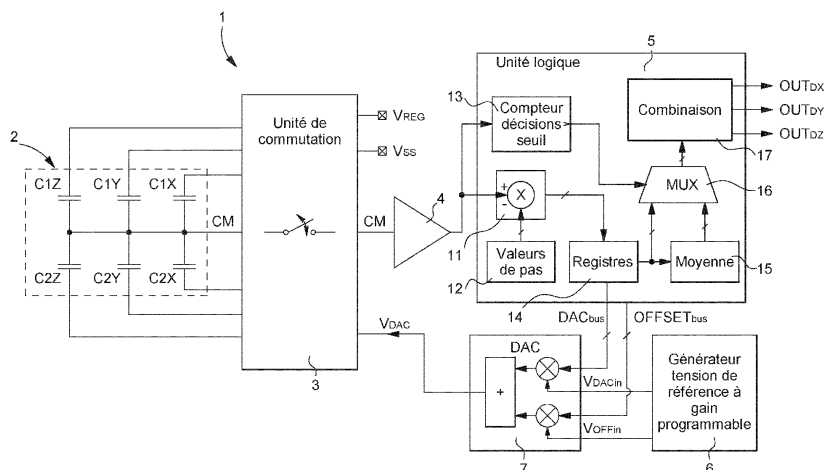 1
2
C1Z
C1Y
C1X
C2Z
C2Y
C2X
CM
Unité de
commutation
3
VREG
VSS
CM
4
VDAC
Unité logique
5
13
Compteur
décisions
seuil
Combinaison
17
OUTDX
OUTDY
OUTDZ
MUX
16
+
-
X
11
Valeurs
de pas
12
Registres
14
Moyenne
15
DACbus
OFFSETbus
DAC
+
VDACin
VOFFin
7
Générateur
tension de
référence à
gain
programmable
6